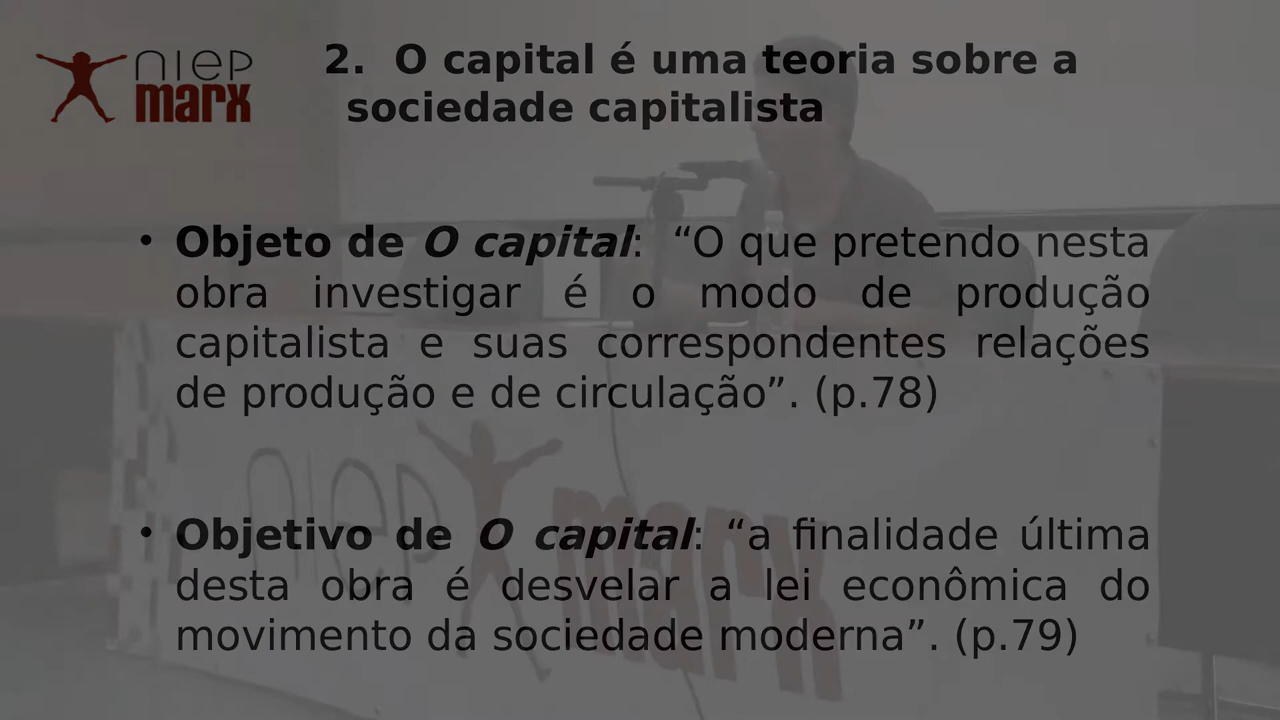 NIEP
marx
2. O capital é uma teoria sobre a
sociedade capitalista
• Objeto de O capital: “O que pretendo nesta
obra investigar é o modo de produção
capitalista e suas correspondentes relações
de produção e de circulação”. (p.78)
NIEP
marx
• Objetivo de O capital: “a finalidade última
desta obra é desvelar a lei econômica do
movimento da sociedade moderna”. (p.79)